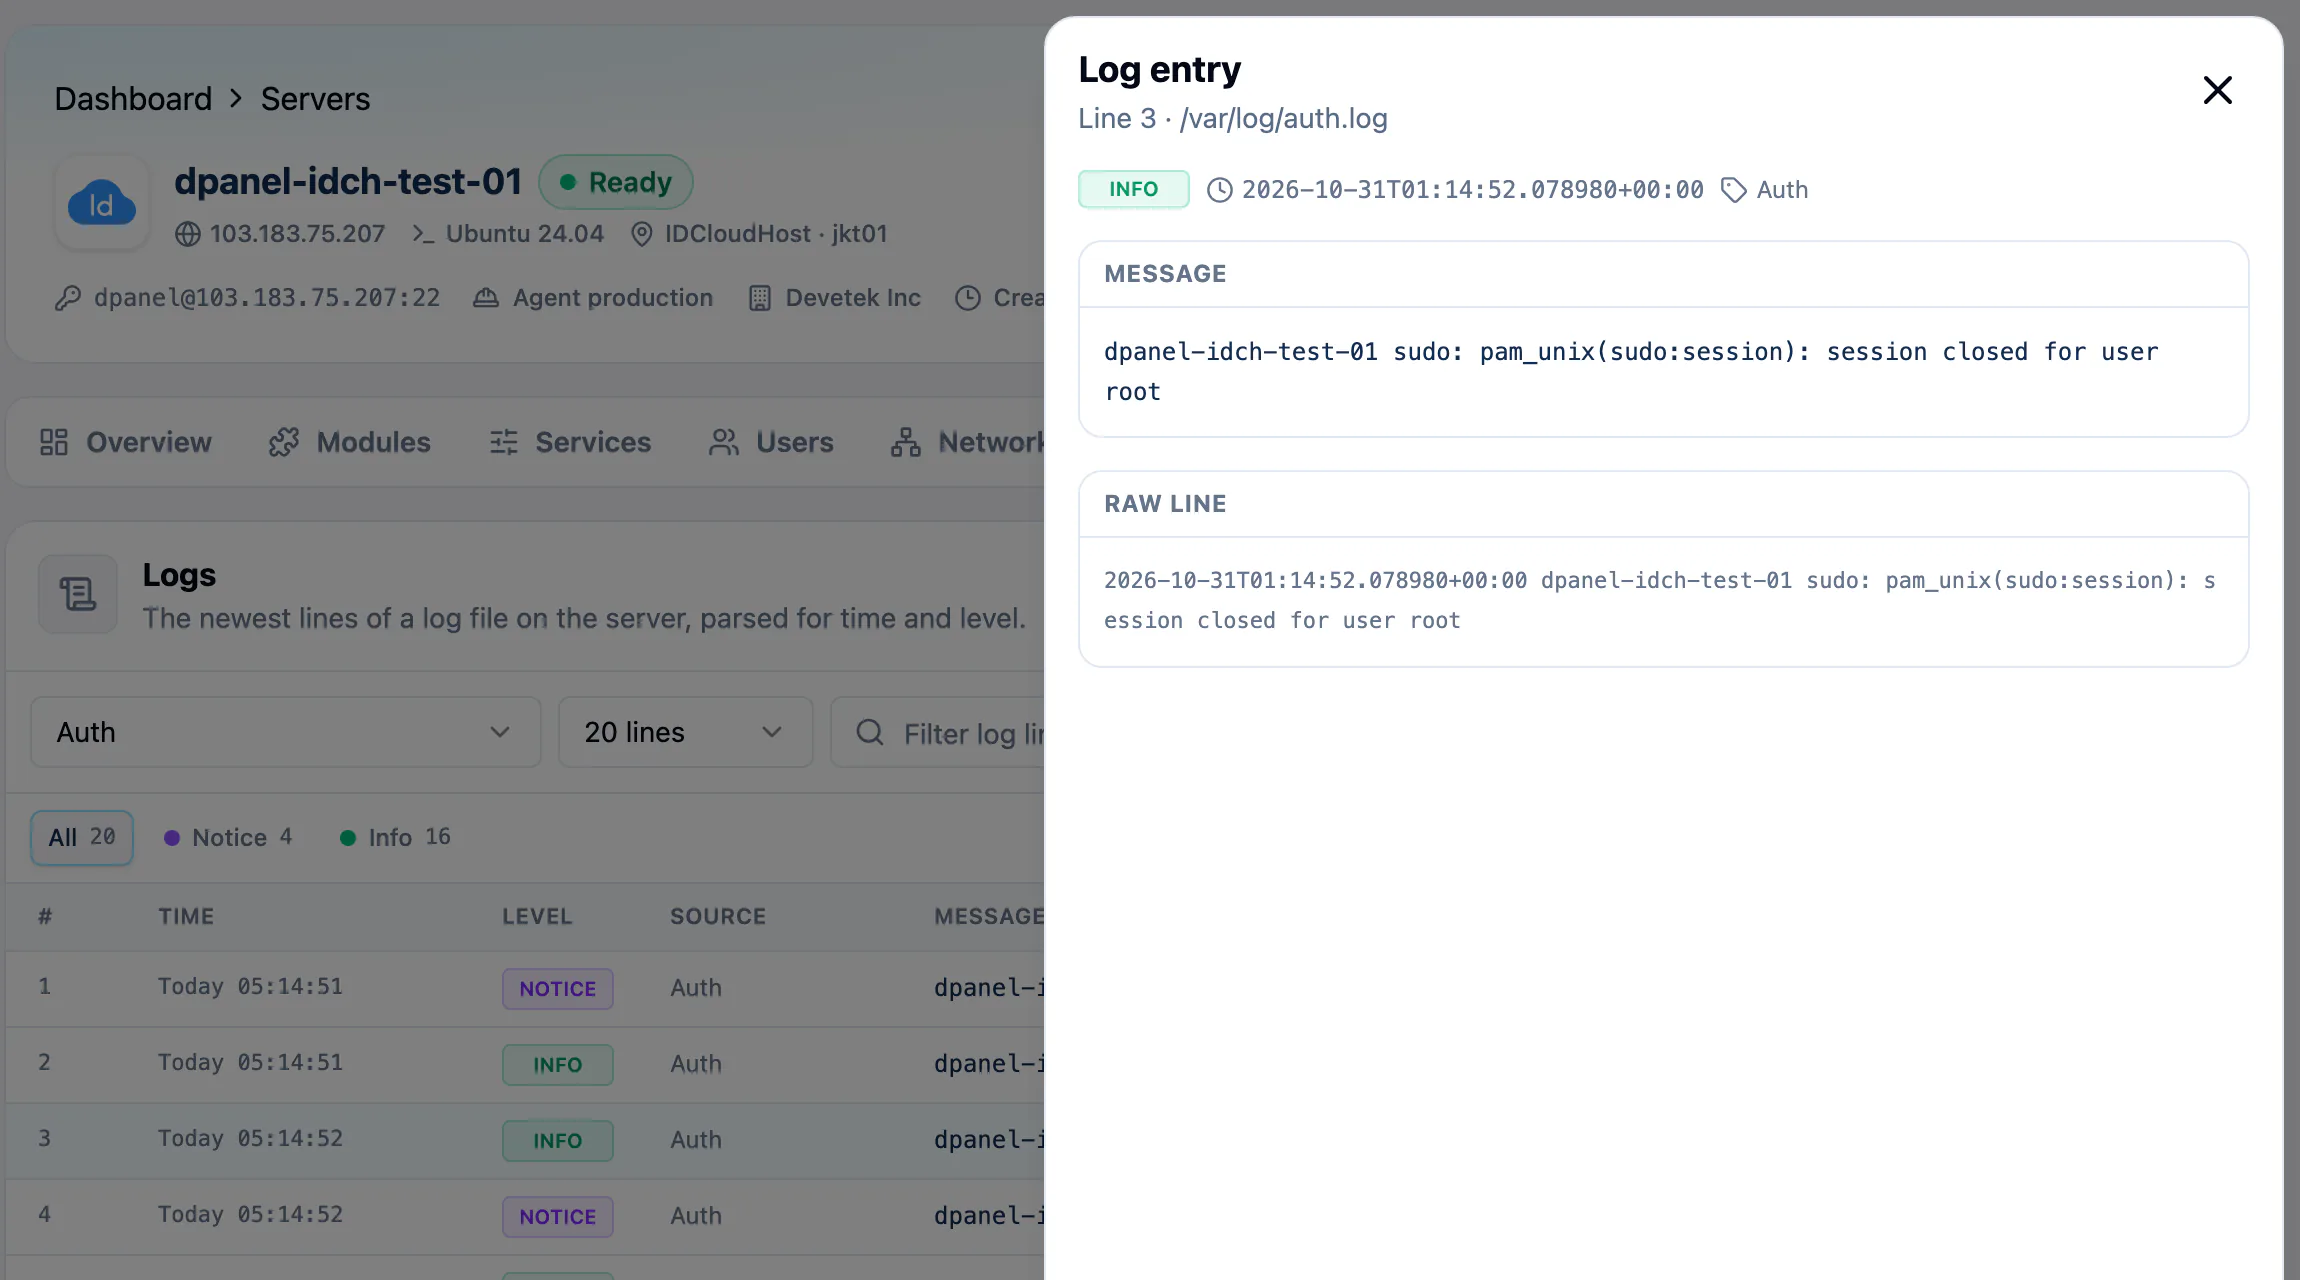 Dashboard > Servers
Id
dpanel-idch-test-01
Ready
103.183.75.207
Ubuntu 24.04
IDCloudHost · jkt01
dpanel@103.183.75.207:22
Agent production
Devetek Inc
Crea
Overview
Modules
Services
Users
Network
Logs
The newest lines of a log file on the server, parsed for time and level.
Auth
20 lines
Filter log lin
All 20
Notice 4
Info 16
# TIME LEVEL SOURCE MESSAGE
1 Today 05:14:51 NOTICE Auth dpanel-i
2 Today 05:14:51 INFO Auth dpanel-i
3 Today 05:14:52 INFO Auth dpanel-i
4 Today 05:14:52 NOTICE Auth dpanel-i
Log entry
Line 3 · /var/log/auth.log
INFO 2026-10-31T01:14:52.078980+00:00 Auth
MESSAGE
dpanel-idch-test-01 sudo: pam_unix(sudo:session): session closed for user
root
RAW LINE
2026-10-31T01:14:52.078980+00:00 dpanel-idch-test-01 sudo: pam_unix(sudo:session): s
ession closed for user root